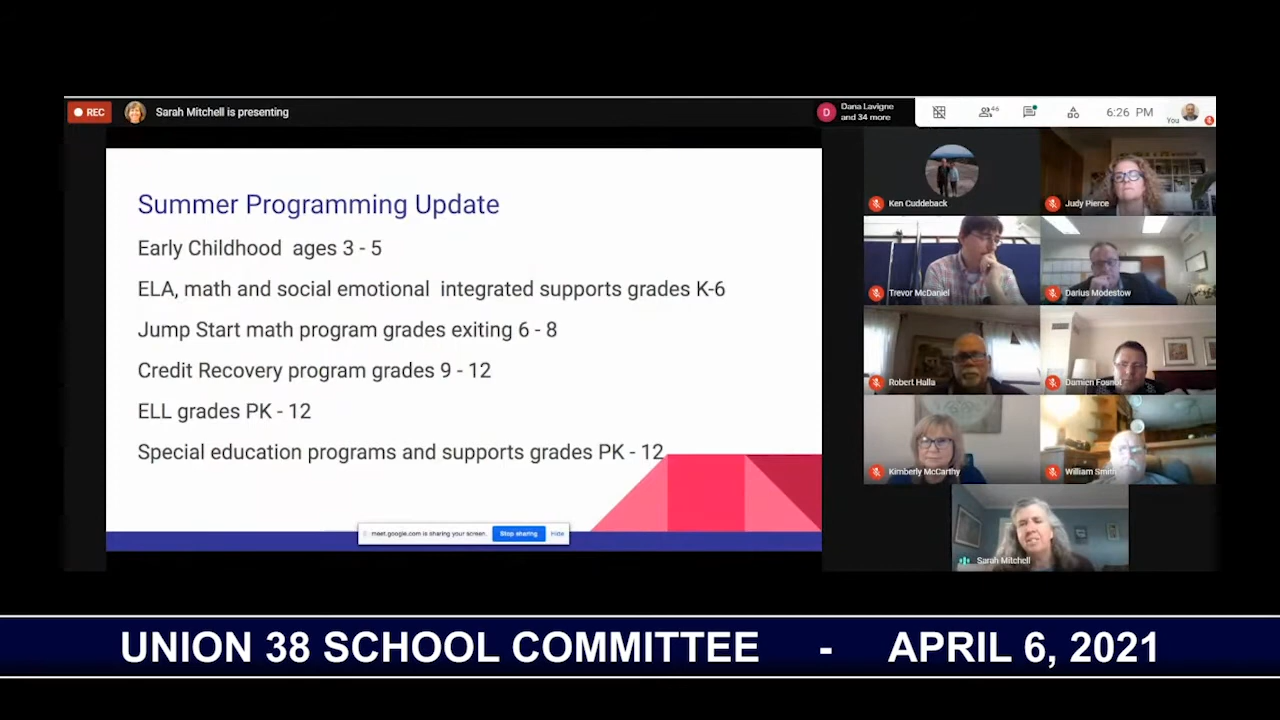 REC
Sarah Mitchell is presenting
D
Dana Lavigne
and 34 more
46
6:26 PM
You
Summer Programming Update
Early Childhood ages 3 - 5
ELA, math and social emotional integrated supports grades K-6
Jump Start math program grades exiting 6 - 8
Credit Recovery program grades 9 - 12
ELL grades PK - 12
Special education programs and supports grades PK - 12
meet.google.com is sharing your screen.
Stop sharing
Hide
Ken Cuddeback
Judy Pierce
Trevor McDaniel
Darius Modestow
Robert Halla
Damien Fosnot
Kimberly McCarthy
William Smith
Sarah Mitchell
UNION 38 SCHOOL COMMITTEE - APRIL 6, 2021